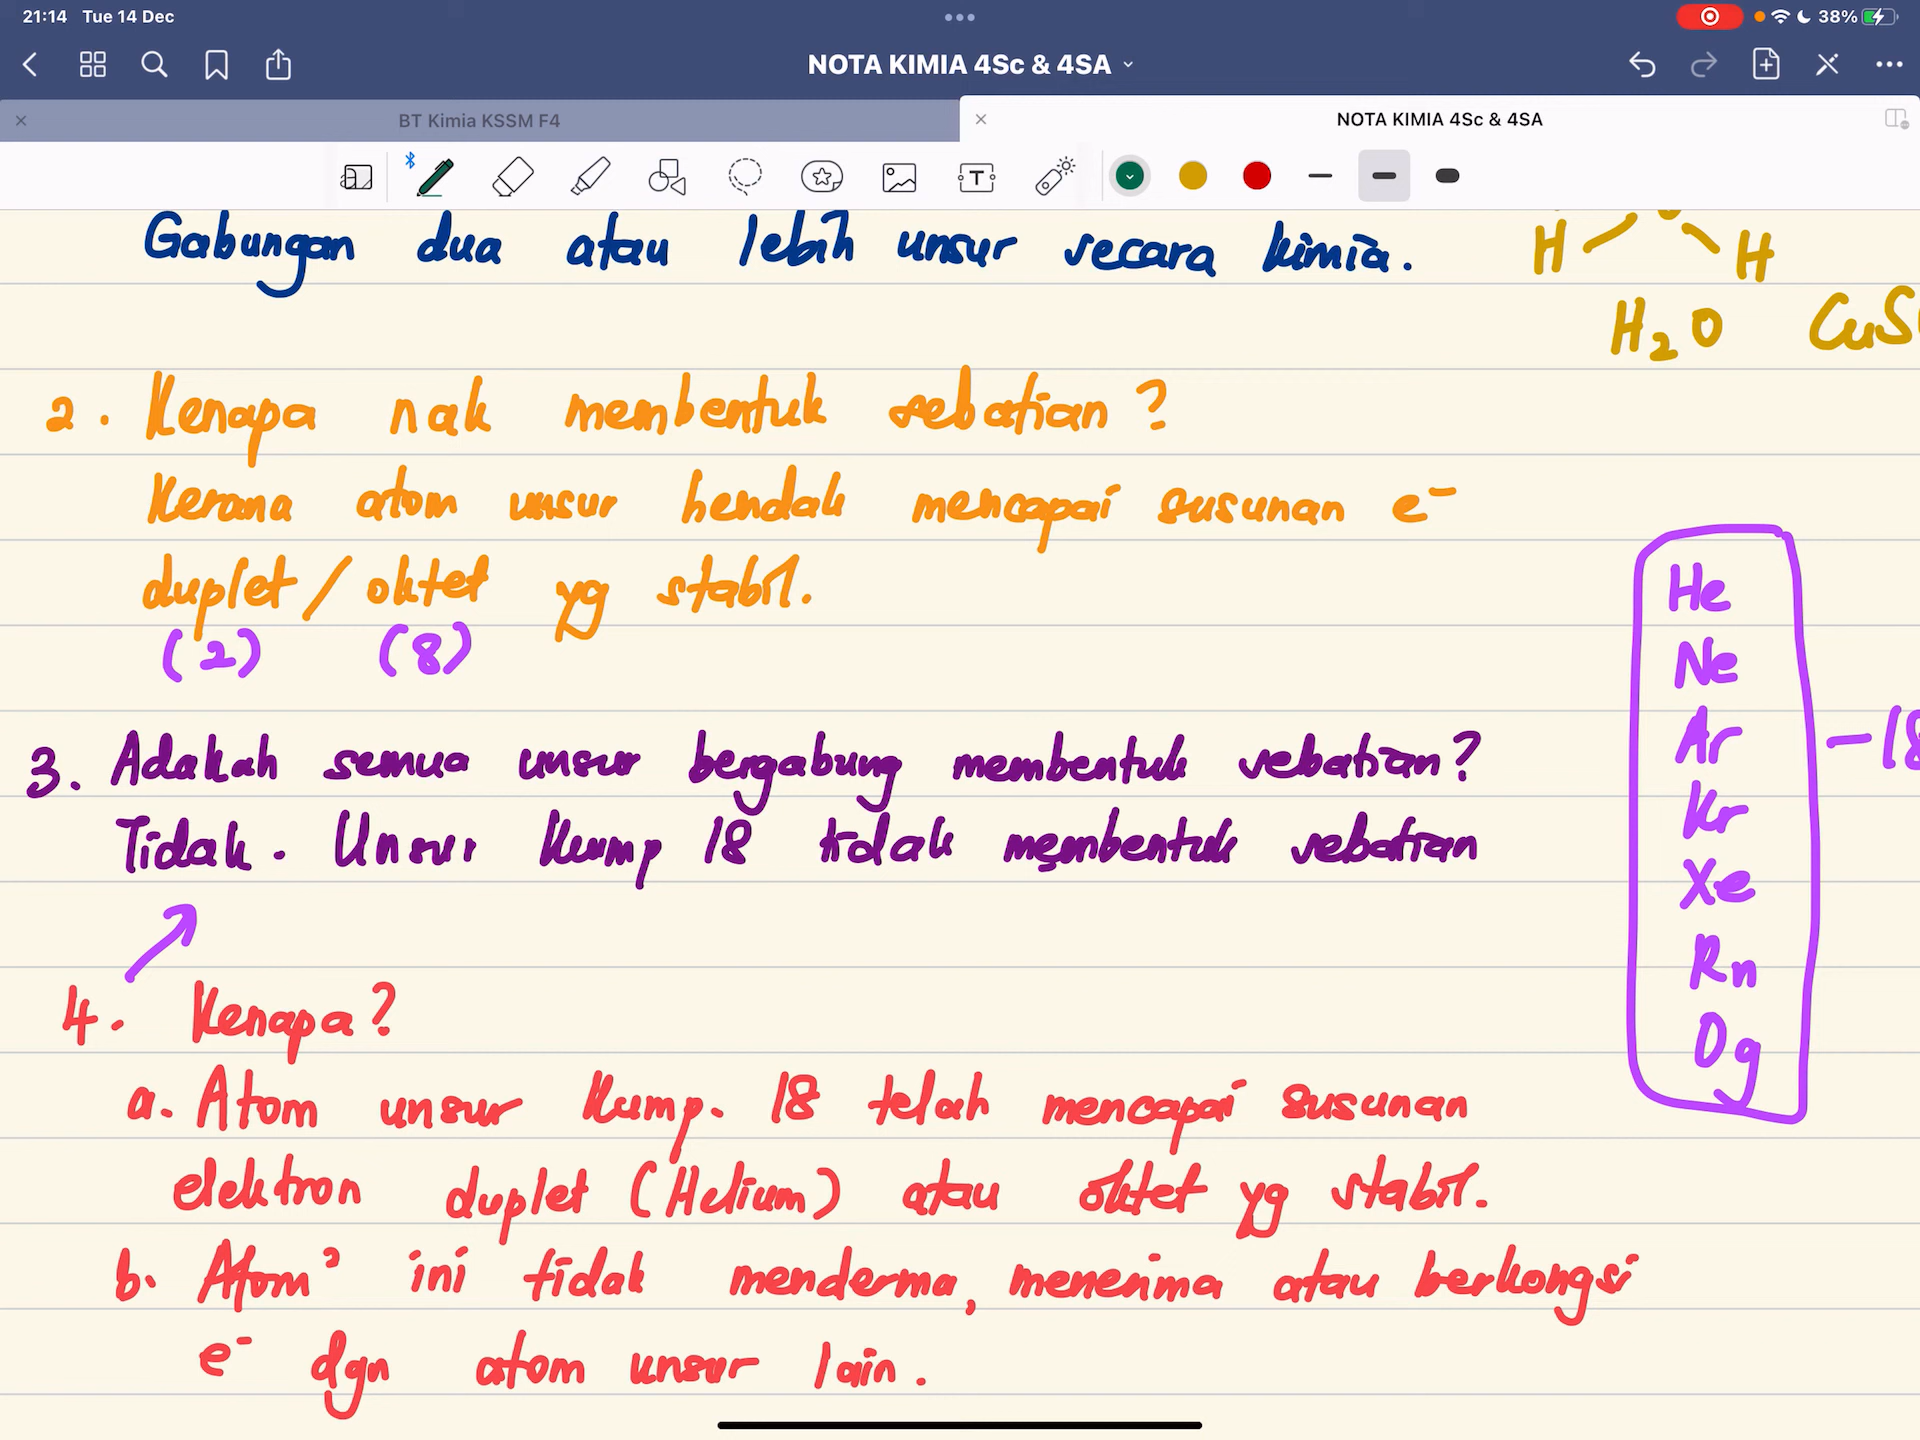 21:14 Tue 14 Dec
38%
NOTA KIMIA 4Sc & 4SA
BT Kimia KSSM F4
NOTA KIMIA 4Sc & 4SA
Gabungan dua atau lebih unsur secara kimia.
H H
H₂O CuS
2. Kenapa nak membentuk sebatian?
Kerana atom unsur hendak mencapai susunan e⁻
duplet / oktet yg stabil.
(2) (8)
3. Adakah semua unsur bergabung membentuk sebatian?
Tidak. Unsur Kump 18 tidak membentuk sebatian
4. Kenapa?
a. Atom unsur Kump. 18 telah mencapai susunan
elektron duplet (Helium) atau oktet yg stabil.
b. Atom² ini tidak menderma, menerima atau berkongsi
e⁻ dgn atom unsur lain.
He
Ne
Ar - 18
Kr
Xe
Rn
Og